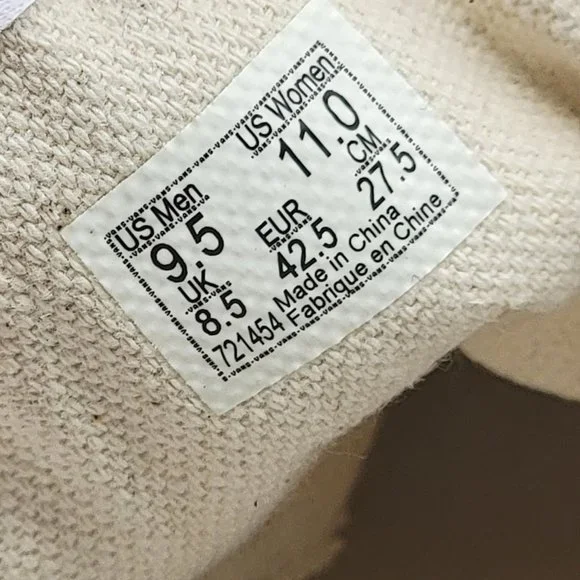 US Men US Women
9.5 11.0
UK EUR CM
8.5 42.5 27.5
721454 Made in China
Fabrique en Chine